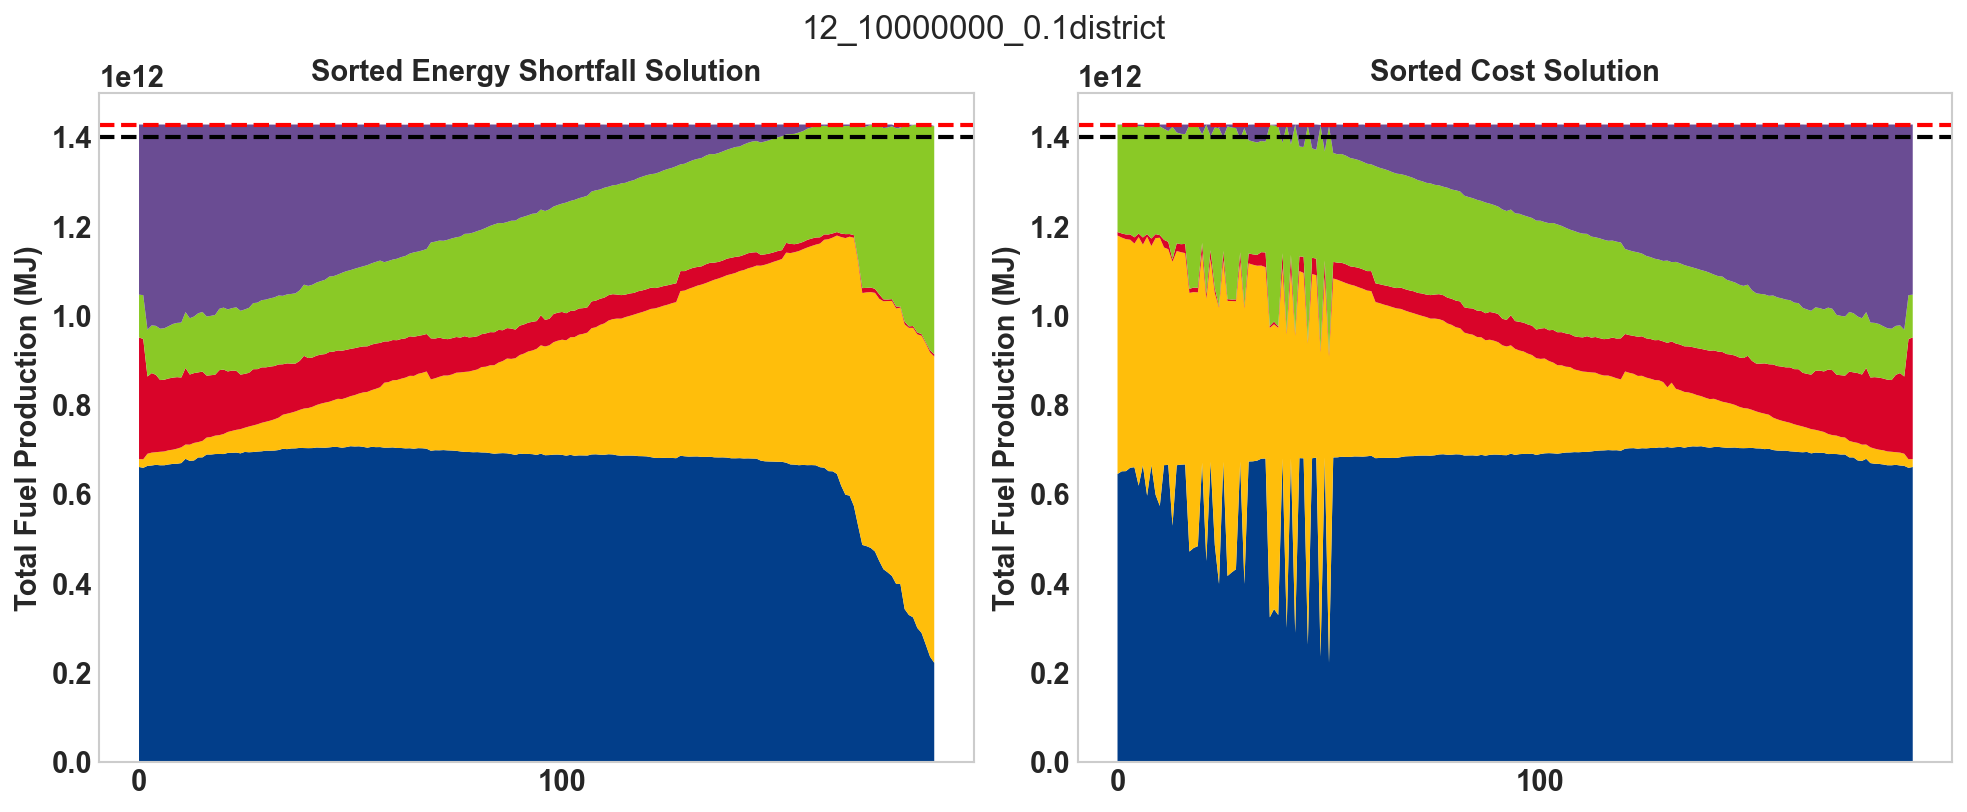 12_10000000_0.1district
Sorted Energy Shortfall Solution
1e12
Total Fuel Production (MJ)
1.4
1.2
1.0
0.8
0.6
0.4
0.2
0.0
0
100
Sorted Cost Solution
1e12
Total Fuel Production (MJ)
1.4
1.2
1.0
0.8
0.6
0.4
0.2
0.0
0
100